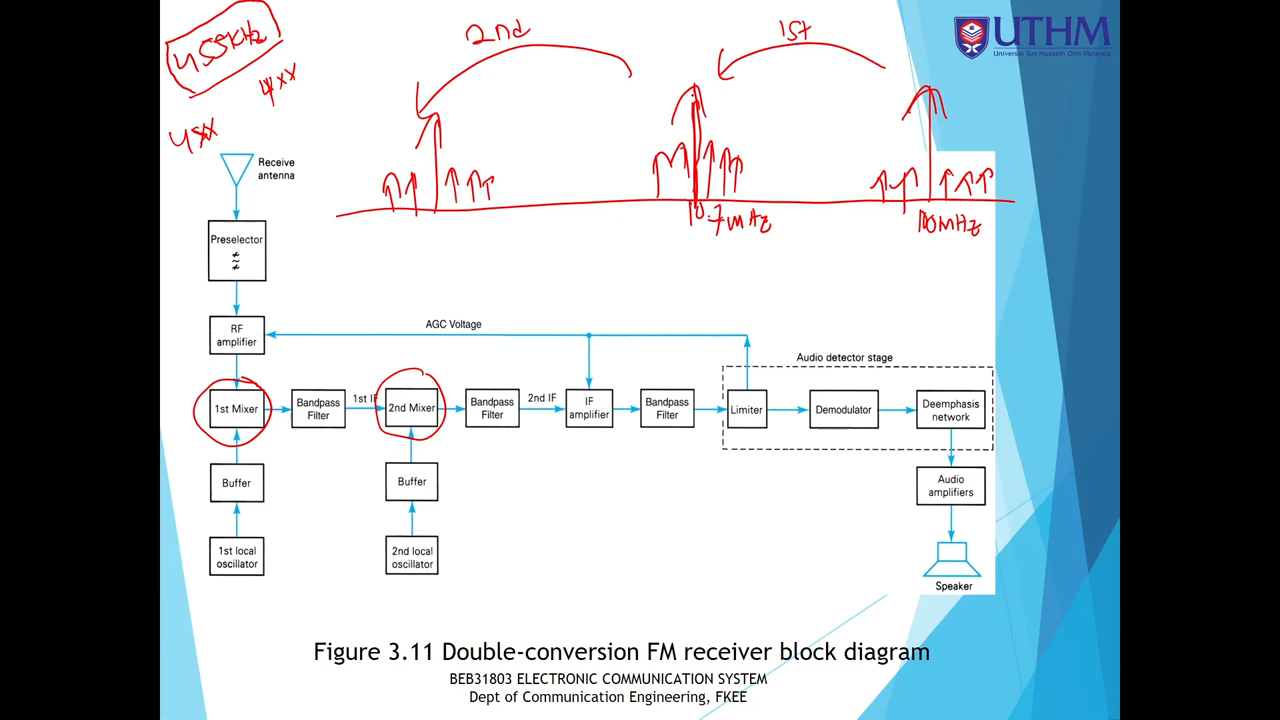 455KHz
4xx
4xx
2nd
1st
UTHM
Universiti Tun Hussein Onn Malaysia
10.7MHz
100MHz
Receive
antenna
Preselector
RF
amplifier
AGC Voltage
Audio detector stage
1st Mixer
Bandpass
Filter
1st IF
2nd Mixer
Bandpass
Filter
2nd IF
IF
amplifier
Bandpass
Filter
Limiter
Demodulator
Deemphasis
network
Buffer
Buffer
Audio
amplifiers
1st local
oscillator
2nd local
oscillator
Speaker
Figure 3.11 Double-conversion FM receiver block diagram
BEB31803 ELECTRONIC COMMUNICATION SYSTEM
Dept of Communication Engineering, FKEE